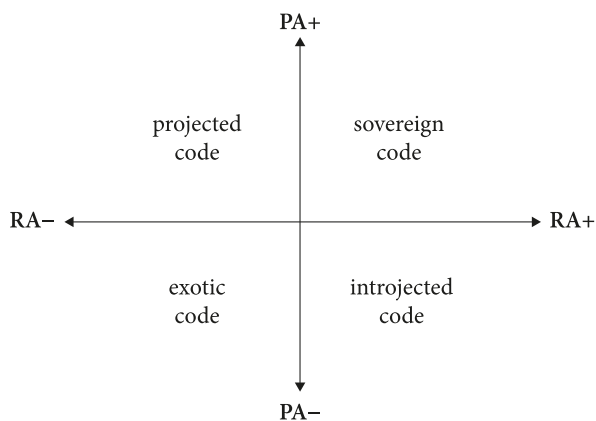 PA+
projected
code
sovereign
code
RA−
RA+
exotic
code
introjected
code
PA−